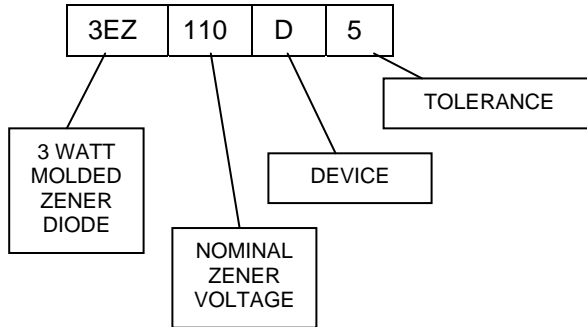 3EZ 110 D 5
TOLERANCE
3 WATT
MOLDED
ZENER
DIODE
DEVICE
NOMINAL
ZENER
VOLTAGE